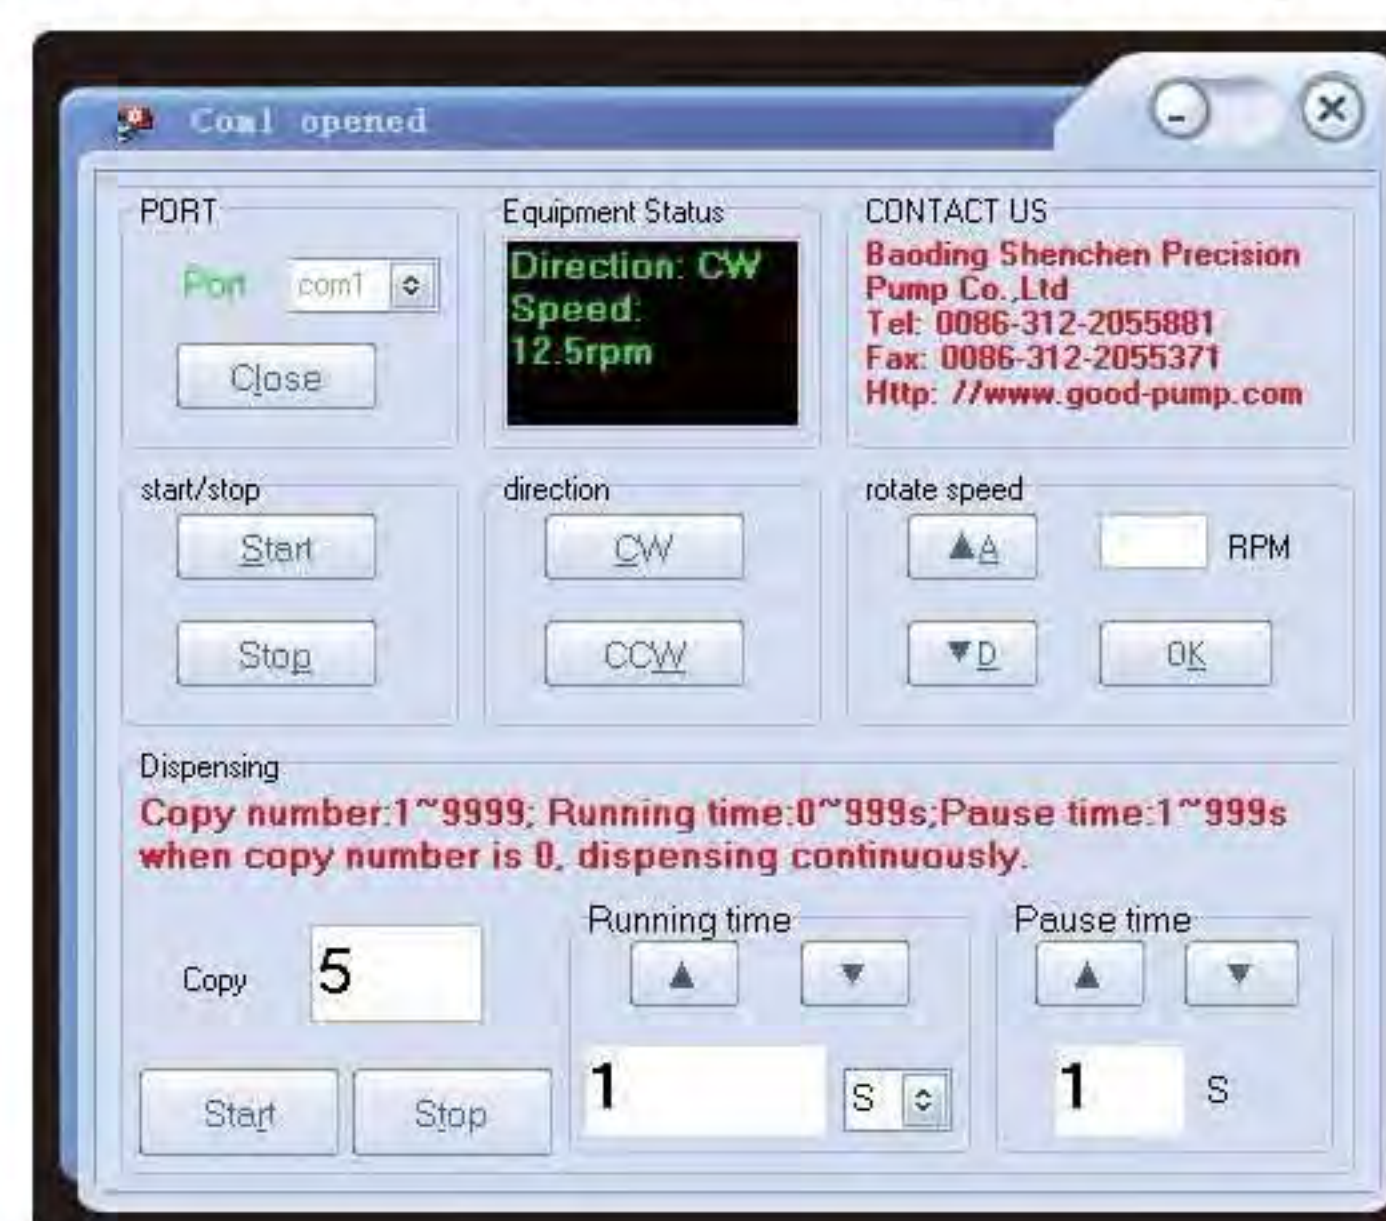 Com1 opened
PORT
Port com1
Close
Equipment Status
Direction: CW
Speed:
12.5rpm
CONTACT US
Baoding Shenchen Precision
Pump Co.,Ltd
Tel: 0086-312-2055881
Fax: 0086-312-2055371
Http: //www.good-pump.com
start/stop
Start
Stop
direction
CW
CCW
rotate speed
▲A
RPM
▼D
OK
Dispensing
Copy number:1~9999; Running time:0~999s;Pause time:1~999s
when copy number is 0, dispensing continuously.
Copy 5
Start Stop
Running time
1 S
Pause time
1 S